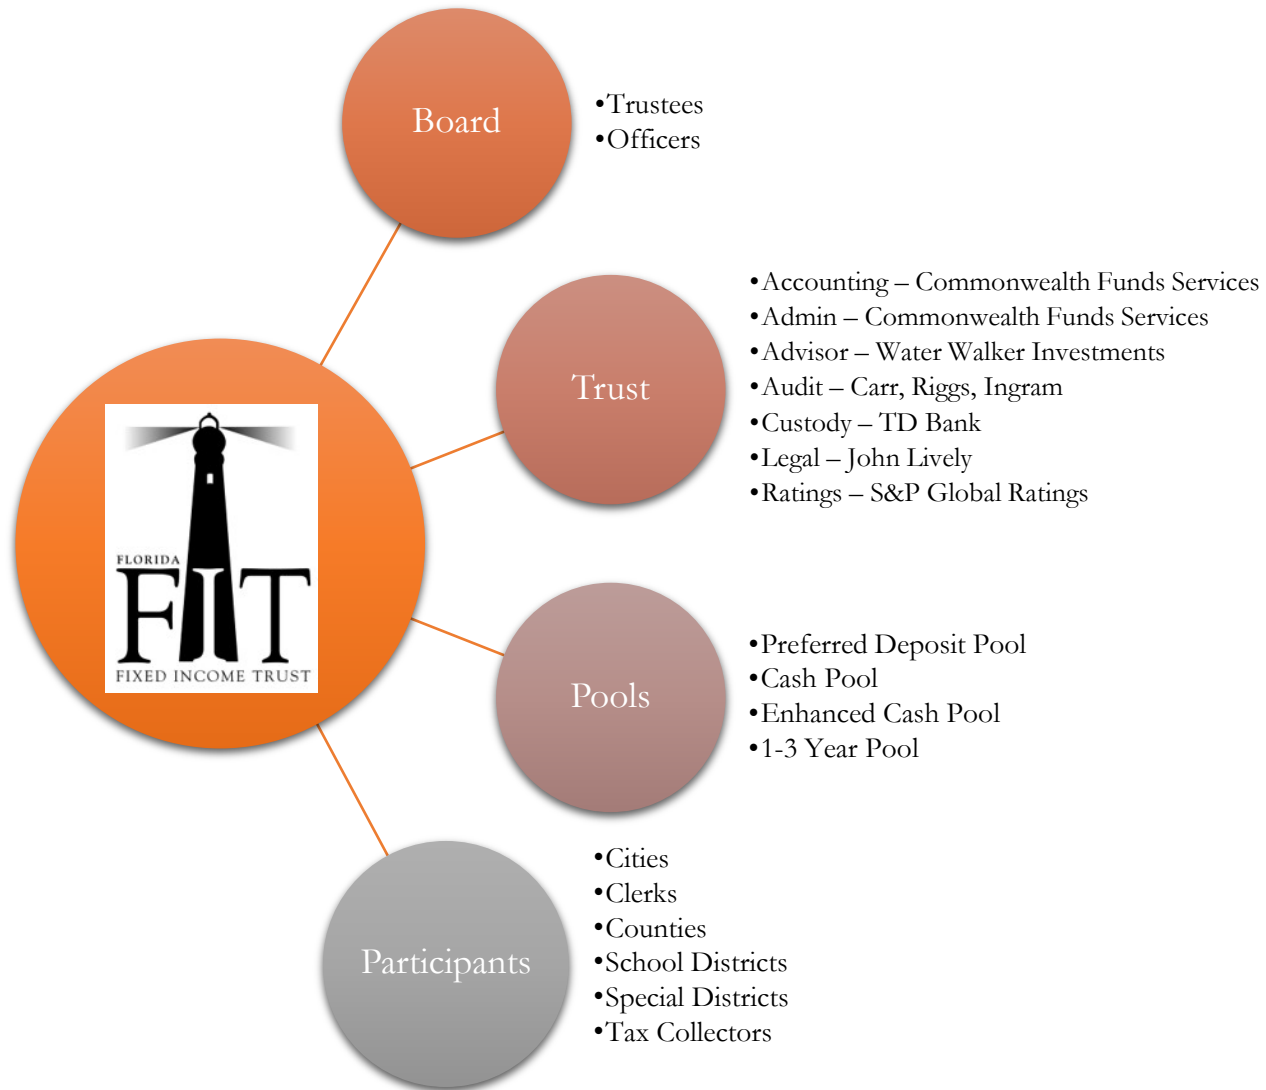 Board
•Trustees
•Officers
Trust
•Accounting – Commonwealth Funds Services
•Admin – Commonwealth Funds Services
•Advisor – Water Walker Investments
•Audit – Carr, Riggs, Ingram
•Custody – TD Bank
•Legal – John Lively
•Ratings – S&P Global Ratings
FLORIDA
FIT
FIXED INCOME TRUST
Pools
•Preferred Deposit Pool
•Cash Pool
•Enhanced Cash Pool
•1-3 Year Pool
Participants
•Cities
•Clerks
•Counties
•School Districts
•Special Districts
•Tax Collectors